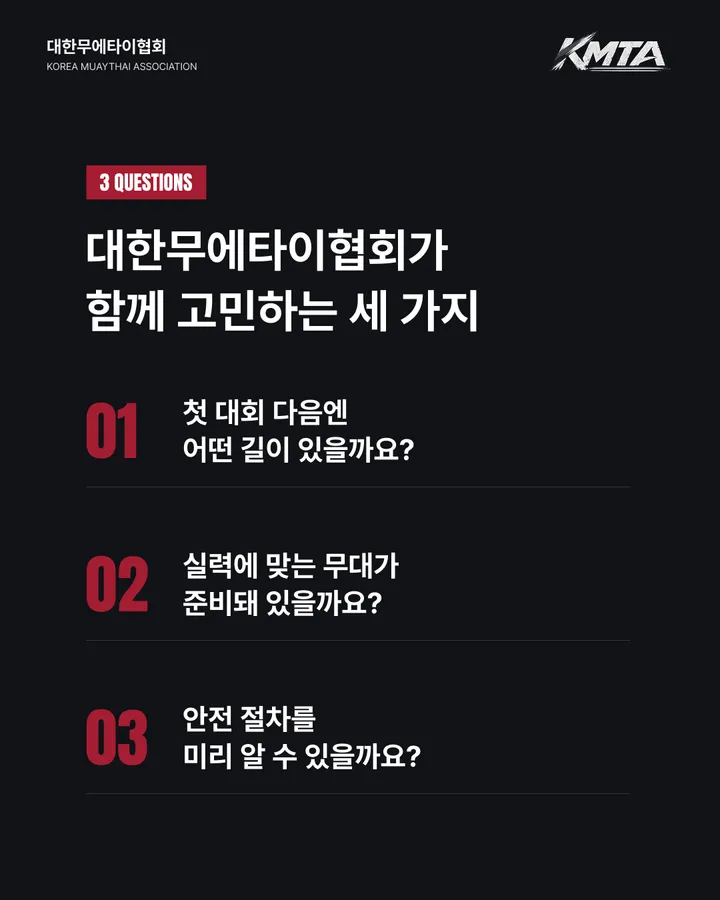 대한무에타이협회
KOREA MUAYTHAI ASSOCIATION
KMTA
3 QUESTIONS
대한무에타이협회가
함께 고민하는 세 가지
01
첫 대회 다음엔
어떤 길이 있을까요?
02
실력에 맞는 무대가
준비돼 있을까요?
03
안전 절차를
미리 알 수 있을까요?